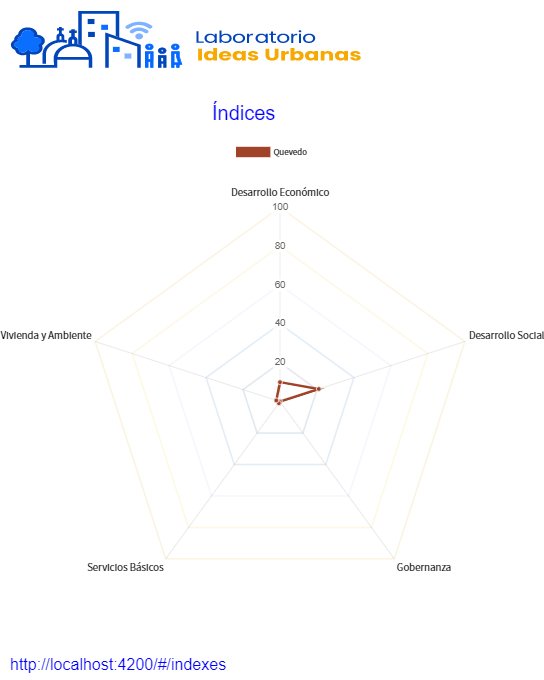 Laboratorio
Ideas Urbanas
Índices
Quevedo
Desarrollo Económico
100
80
60
40
20
Vivienda y Ambiente
Desarrollo Social
Servicios Básicos
Gobernanza
http://localhost:4200/#/indexes